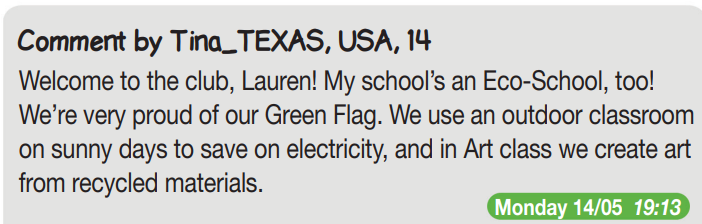 Comment by Tina_TEXAS, USA, 14
Welcome to the club, Lauren! My school's an Eco-School, too!
We're very proud of our Green Flag. We use an outdoor classroom
on sunny days to save on electricity, and in Art class we create art
from recycled materials.
Monday 14/05 19:13